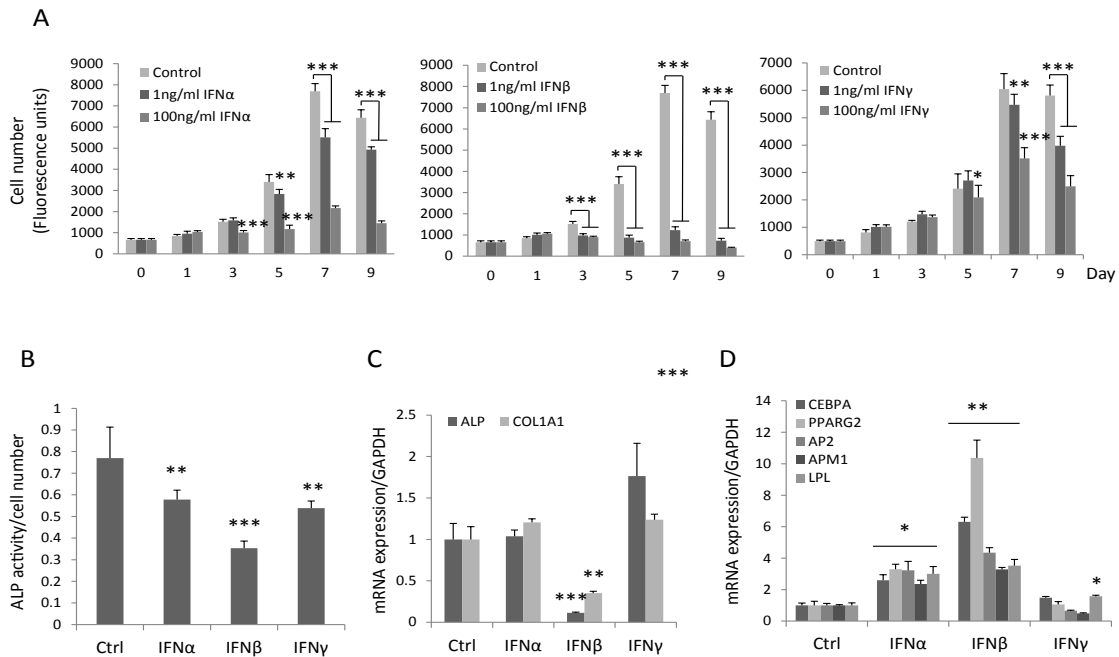 A
Cell number
(Fluorescence units)
9000
8000
7000
6000
5000
4000
3000
2000
1000
0
Control
1ng/ml IFNα
100ng/ml IFNα
***
**
***
***
***
0 1 3 5 7 9
9000
8000
7000
6000
5000
4000
3000
2000
1000
0
Control
1ng/ml IFNβ
100ng/ml IFNβ
***
***
***
***
0 1 3 5 7 9
6000
5000
4000
3000
2000
1000
0
Control
1ng/ml IFNγ
100ng/ml IFNγ
*
**
***
***
0 1 3 5 7 9 Day
B
ALP activity/cell number
1
0.9
0.8
0.7
0.6
0.5
0.4
0.3
0.2
0.1
0
**
***
**
Ctrl IFNα IFNβ IFNγ
C
***
mRNA expression/GAPDH
2.5
2
1.5
1
0.5
0
ALP COL1A1
***
**
Ctrl IFNα IFNβ IFNγ
D
mRNA expression/GAPDH
14
12
10
8
6
4
2
0
CEBPA
PPARG2
AP2
APM1
LPL
*
**
*
Ctrl IFNα IFNβ IFNγ